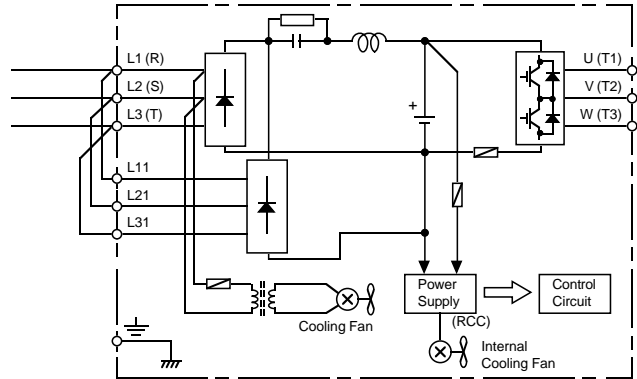 L1 (R)
L2 (S)
L3 (T)
L11
L21
L31
+
U (T1)
V (T2)
W (T3)
Power
Supply
(RCC)
Control
Circuit
Cooling Fan
Internal
Cooling Fan